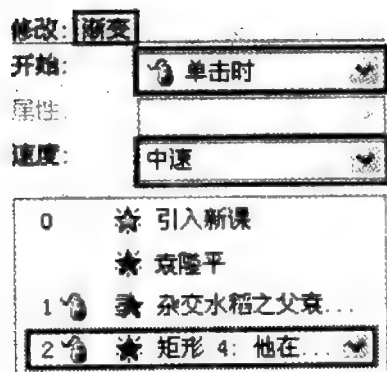 修改: 渐变
开始:
单击时
属性:
速度:
中速
0 引入新课
袁隆平
1 杂交水稻之父袁...
2 矩形 4: 他在...